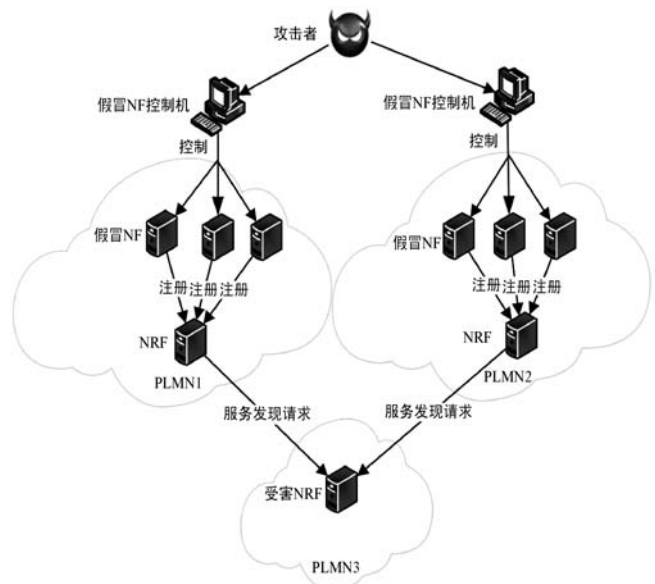 攻击者
假冒NF控制机
假冒NF控制机
控制
控制
假冒NF
假冒NF
注册 注册 注册
注册 注册 注册
NRF
NRF
PLMN1
PLMN2
服务发现请求
服务发现请求
受害NRF
PLMN3